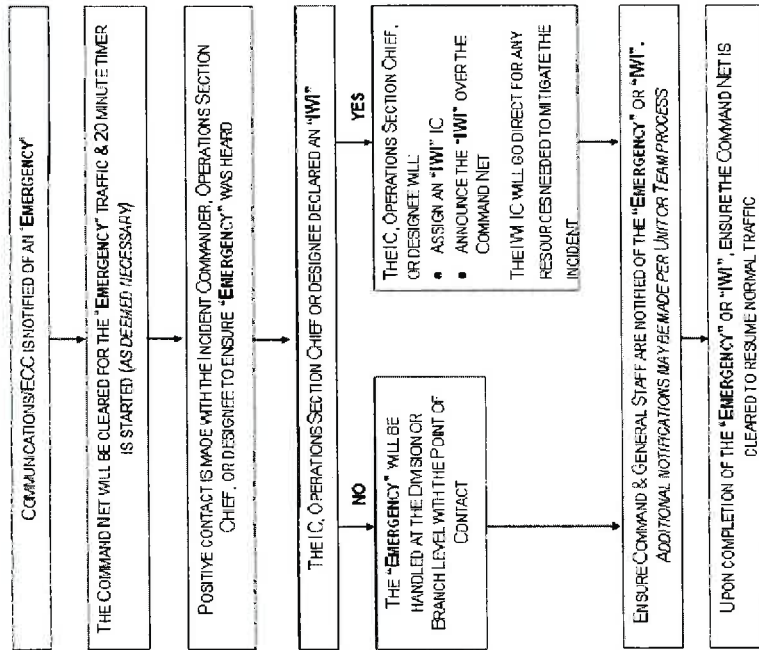 COMMUNICATIONS/ECC IS NOTIFIED OF AN "EMERGENCY"
THE COMMAND NET WILL BE CLEARED FOR THE "EMERGENCY" TRAFFIC & 20 MINUTE TIMER
IS STARTED (AS DEEMED NECESSARY)
POSITIVE CONTACT IS MADE WITH THE INCIDENT COMMANDER, OPERATIONS SECTION
CHIEF, OR DESIGNEE TO ENSURE "EMERGENCY" WAS HEARD
THE IC, OPERATIONS SECTION CHIEF OR DESIGNEE DECLARED AN "IWI"
NO
YES
THE "EMERGENCY" WILL BE
HANDLED AT THE DIVISION OR
BRANCH LEVEL WITH THE POINT OF
CONTACT
THE IC, OPERATIONS SECTION CHIEF,
OR DESIGNEE WILL:
• ASSIGN AN "IWI" IC
• ANNOUNCE THE "IWI" OVER THE
COMMAND NET
THE IWI IC WILL GO DIRECT FOR ANY
RESOURCES NEEDED TO MITIGATE THE
INCIDENT
ENSURE COMMAND & GENERAL STAFF ARE NOTIFIED OF THE "EMERGENCY" OR "IWI".
ADDITIONAL NOTIFICATIONS MAY BE MADE PER UNIT OR TEAM PROCESS
UPON COMPLETION OF THE "EMERGENCY" OR "IWI", ENSURE THE COMMAND NET IS
CLEARED TO RESUME NORMAL TRAFFIC